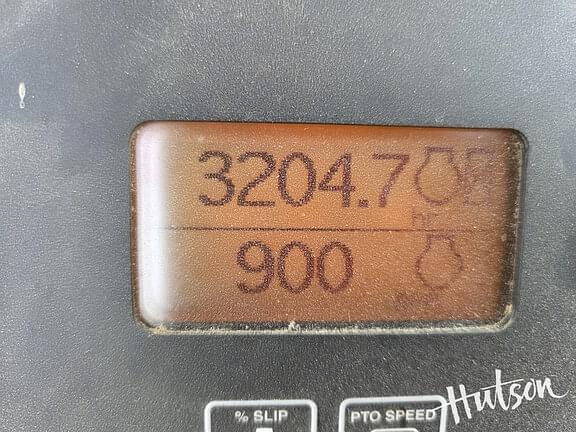 3204.7
hr
900
% SLIP
PTO SPEED
Hutson